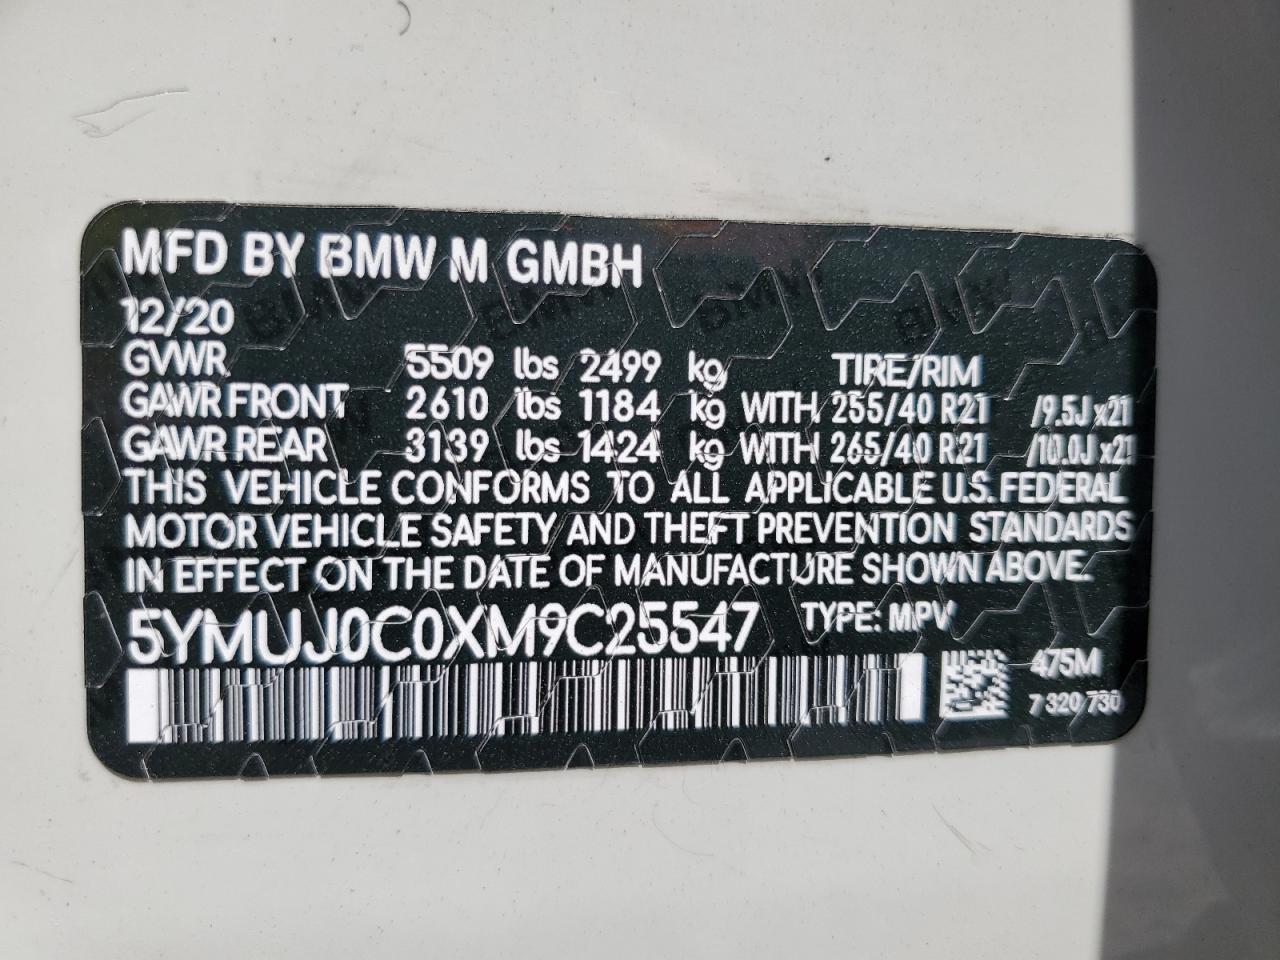 MFD BY BMW M GMBH
12/20
GVWR 5509 lbs 2499 kg TIRE/RIM
GAWR FRONT 2610 lbs 1184 kg WITH 255/40 R21 /9.5J x21
GAWR REAR 3139 lbs 1424 kg WITH 265/40 R21 /10.0J x21
THIS VEHICLE CONFORMS TO ALL APPLICABLE U.S. FEDERAL
MOTOR VEHICLE SAFETY AND THEFT PREVENTION STANDARDS
IN EFFECT ON THE DATE OF MANUFACTURE SHOWN ABOVE.
5YMUJ0C0XM9C25547 TYPE: MPV
475M
7 320 730